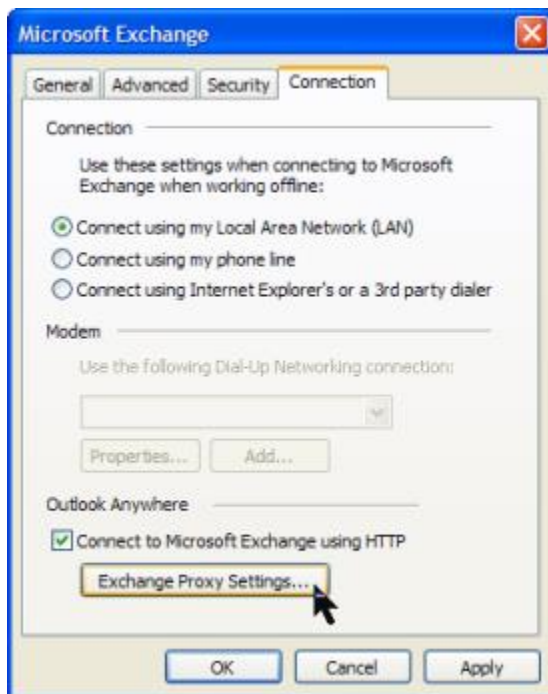 Microsoft Exchange
General Advanced Security Connection
Connection
Use these settings when connecting to Microsoft
Exchange when working offline:
Connect using my Local Area Network (LAN)
Connect using my phone line
Connect using Internet Explorer's or a 3rd party dialer
Modem
Use the following Dial-Up Networking connection:
Properties... Add...
Outlook Anywhere
Connect to Microsoft Exchange using HTTP
Exchange Proxy Settings...
OK Cancel Apply